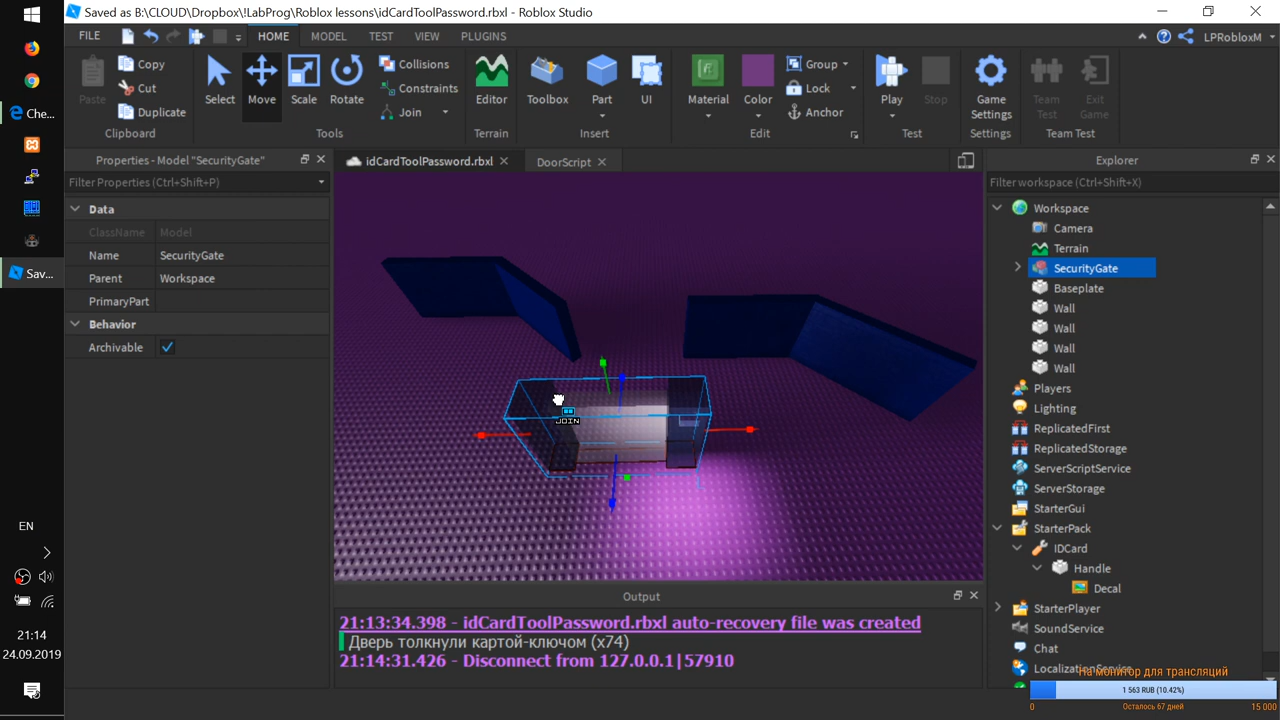 Saved as B:\CLOUD\Dropbox\!LabProg\Roblox lessons\idCardToolPassword.rbxl - Roblox Studio
FILE HOME MODEL TEST VIEW PLUGINS LPRobloxM
Paste Copy Cut Duplicate Clipboard
Select Move Scale Rotate Collisions Constraints Join Tools
Editor Terrain
Toolbox Part UI Insert
Material Color Group Lock Anchor Edit
Play Stop Test
Game Settings Settings
Team Test Exit Game Team Test
Che...
Sav...
EN
21:14
24.09.2019
Properties - Model "SecurityGate"
Filter Properties (Ctrl+Shift+P)
Data
ClassName Model
Name SecurityGate
Parent Workspace
PrimaryPart
Behavior
Archivable
idCardToolPassword.rbxl DoorScript
JOIN
Output
21:13:34.398 - idCardToolPassword.rbxl auto-recovery file was created
Дверь толкнули картой-ключом (x74)
21:14:31.426 - Disconnect from 127.0.0.1|57910
Explorer
Filter workspace (Ctrl+Shift+X)
Workspace
Camera
Terrain
SecurityGate
Baseplate
Wall
Wall
Wall
Wall
Players
Lighting
ReplicatedFirst
ReplicatedStorage
ServerScriptService
ServerStorage
StarterGui
StarterPack
IDCard
Handle
Decal
StarterPlayer
SoundService
Chat
LocalizationService
На монитор для трансляций
1 563 RUB (10.42%)
0 Осталось 67 дней 15 000